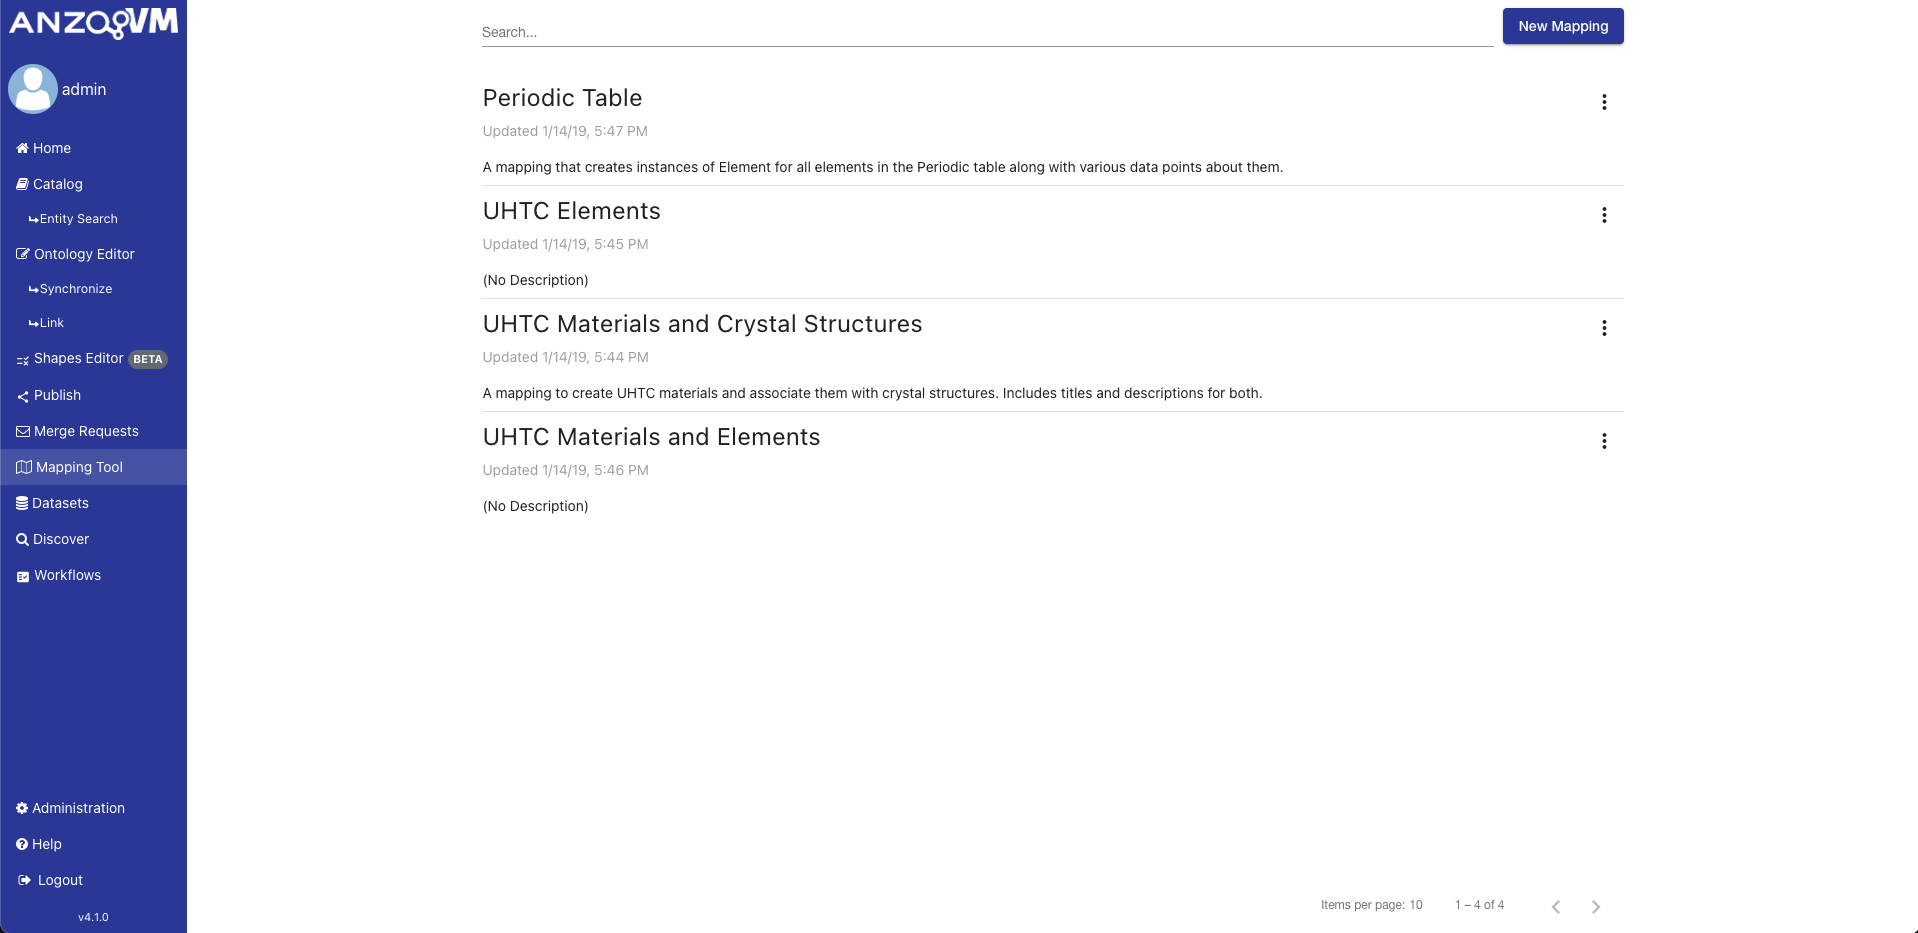 ANZO VM
admin
Home
Catalog
Entity Search
Ontology Editor
Synchronize
Link
Shapes Editor BETA
Publish
Merge Requests
Mapping Tool
Datasets
Discover
Workflows
Administration
Help
Logout
v4.1.0
Search...
New Mapping
Periodic Table
Updated 1/14/19, 5:47 PM
A mapping that creates instances of Element for all elements in the Periodic table along with various data points about them.
UHTC Elements
Updated 1/14/19, 5:45 PM
(No Description)
UHTC Materials and Crystal Structures
Updated 1/14/19, 5:44 PM
A mapping to create UHTC materials and associate them with crystal structures. Includes titles and descriptions for both.
UHTC Materials and Elements
Updated 1/14/19, 5:46 PM
(No Description)
Items per page: 10
1 – 4 of 4